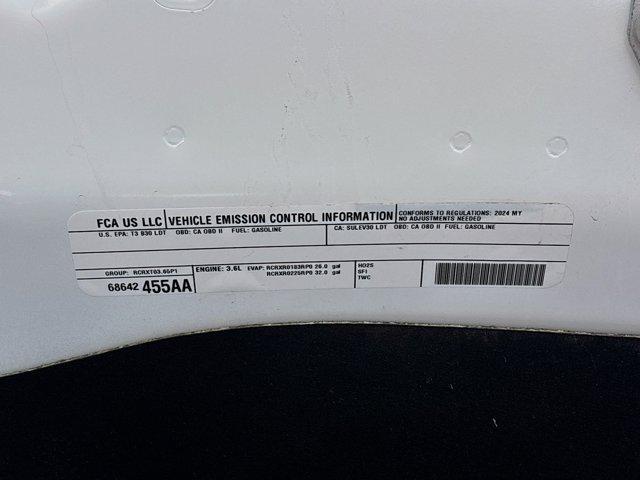 FCA US LLC VEHICLE EMISSION CONTROL INFORMATION CONFORMS TO REGULATIONS: 2024 MY
NO ADJUSTMENTS NEEDED
U.S. EPA: T3 B30 LDT OBD: CA OBD II FUEL: GASOLINE CA: SULEV30 LDT OBD: CA OBD II FUEL: GASOLINE
GROUP: RCRXT03.65P1 ENGINE: 3.6L EVAP: RCRXR0183RP0 26.0 gal HO2S
RCRXR0225RP0 32.0 gal SFI
TWC
68642 455AA